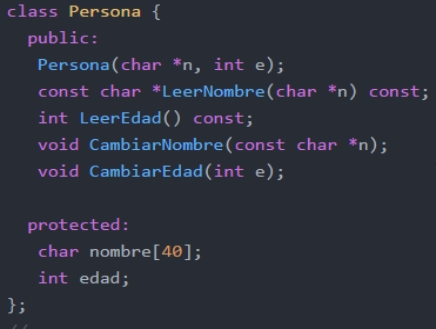 class Persona {
public:
Persona(char *n, int e);
const char *LeerNombre(char *n) const;
int LeerEdad() const;
void CambiarNombre(const char *n);
void CambiarEdad(int e);
protected:
char nombre[40];
int edad;
};